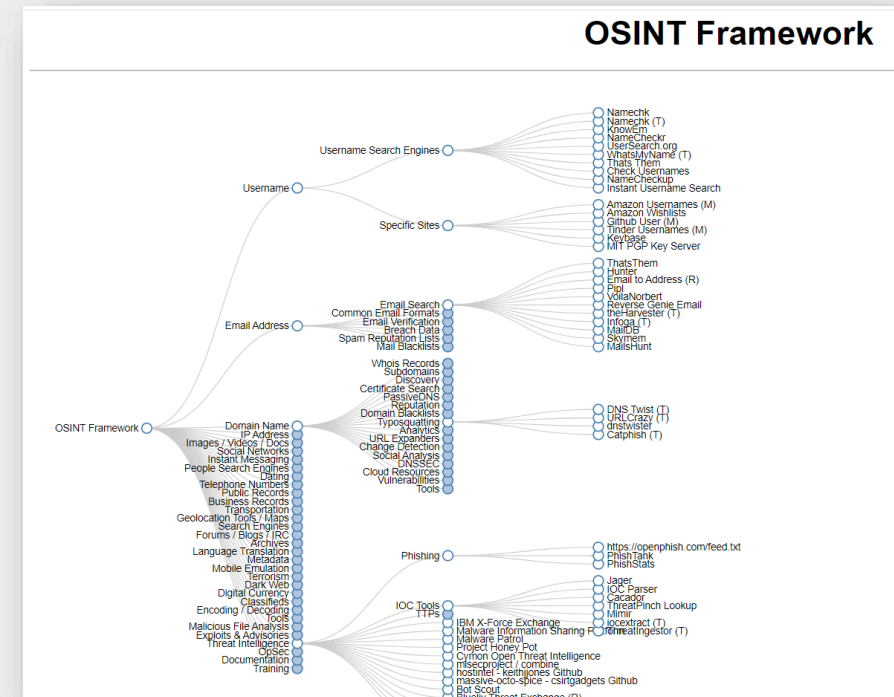 OSINT Framework
Namechk
Namechk (T)
KnowEm
NameCheckr
UserSearch.org
WhatsMyName (T)
Thats Them
Check Usernames
NameCheckup
Instant Username Search
Username Search Engines
Username
Amazon Usernames (M)
Amazon Wishlists
Github User (M)
Tinder Usernames (M)
Keybase
MIT PGP Key Server
Specific Sites
ThatsThem
Hunter
Email to Address (R)
Pipl
VoilaNorbert
Reverse Genie Email
theHarvester (T)
Infoga (T)
MailDB
Skymem
MailsHunt
Email Address
Email Search
Common Email Formats
Email Verification
Breach Data
Spam Reputation Lists
Mail Blacklists
Whois Records
Subdomains
Discovery
Certificate Search
PassiveDNS
Reputation
Domain Blacklists
Typosquatting
Analytics
URL Expanders
Change Detection
Social Analysis
DNSSEC
Cloud Resources
Vulnerabilities
Tools
DNS Twist (T)
URLCrazy (T)
dnstwister
Catphish (T)
OSINT Framework
Domain Name
IP Address
Images / Videos / Docs
Social Networks
Instant Messaging
People Search Engines
Dating
Telephone Numbers
Public Records
Business Records
Transportation
Geolocation Tools / Maps
Search Engines
Forums / Blogs / IRC
Archives
Language Translation
Metadata
Mobile Emulation
Terrorism
Dark Web
Digital Currency
Classifieds
Encoding / Decoding
Tools
Malicious File Analysis
Exploits & Advisories
Threat Intelligence
OpSec
Documentation
Training
Phishing
https://openphish.com/feed.txt
PhishTank
PhishStats
IOC Tools
TTPs
Jager
IOC Parser
Cacador
ThreatPinch Lookup
Mimir
iocextract (T)
ThreatIngestor (T)
IBM X-Force Exchange
Malware Information Sharing Platform
Malware Patrol
Project Honey Pot
Cymon Open Threat Intelligence
mlsecproject / combine
hostintel - keithjjones Github
massive-octo-spice - csirtgadgets Github
Bot Scout